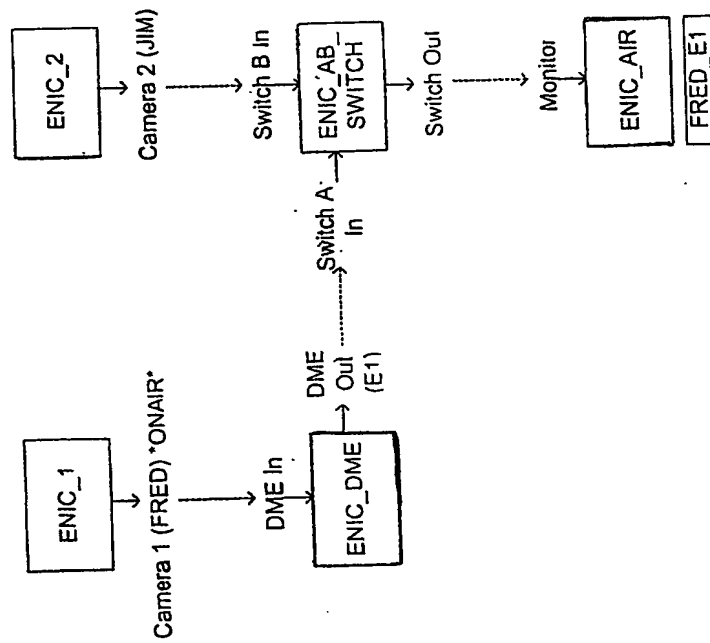 ENIC_1
Camera 1 (FRED) *ONAIR*
DME In
ENIC_DME
DME
Out
(E1)
ENIC_2
Camera 2 (JIM)
Switch B In
Switch A
In
ENIC_AB_
SWITCH
Switch Out
Monitor
ENIC_AIR
FRED_E1